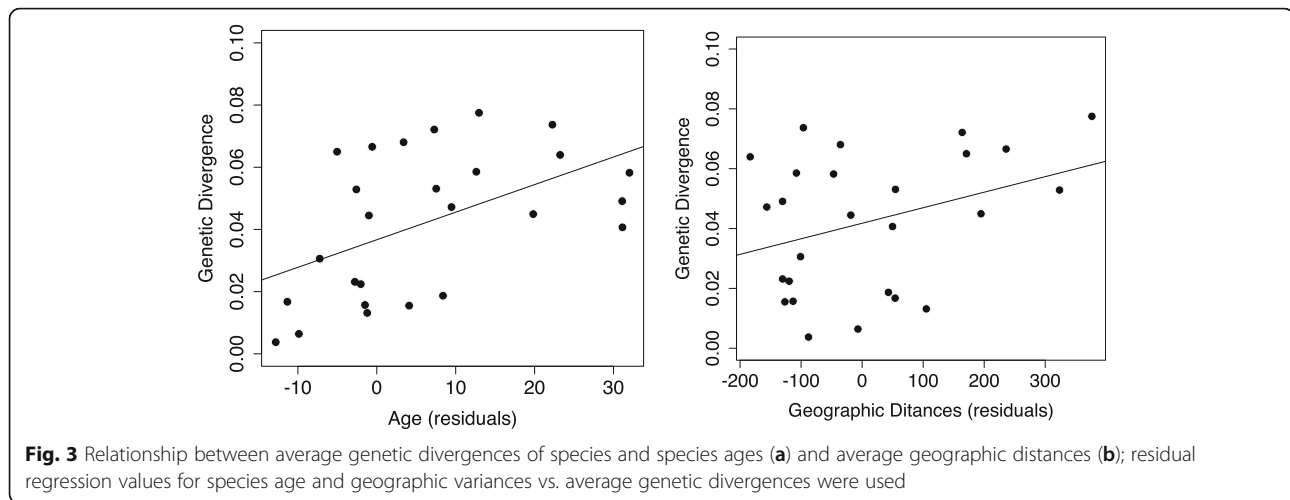 0.10
0.08
0.06
0.04
0.02
0.00
Genetic Divergence
-10 0 10 20 30
Age (residuals)
0.10
0.08
0.06
0.04
0.02
0.00
Genetic Divergence
-200 -100 0 100 200 300
Geographic Ditances (residuals)
Fig. 3 Relationship between average genetic divergences of species and species ages (a) and average geographic distances (b); residual
regression values for species age and geographic variances vs. average genetic divergences were used